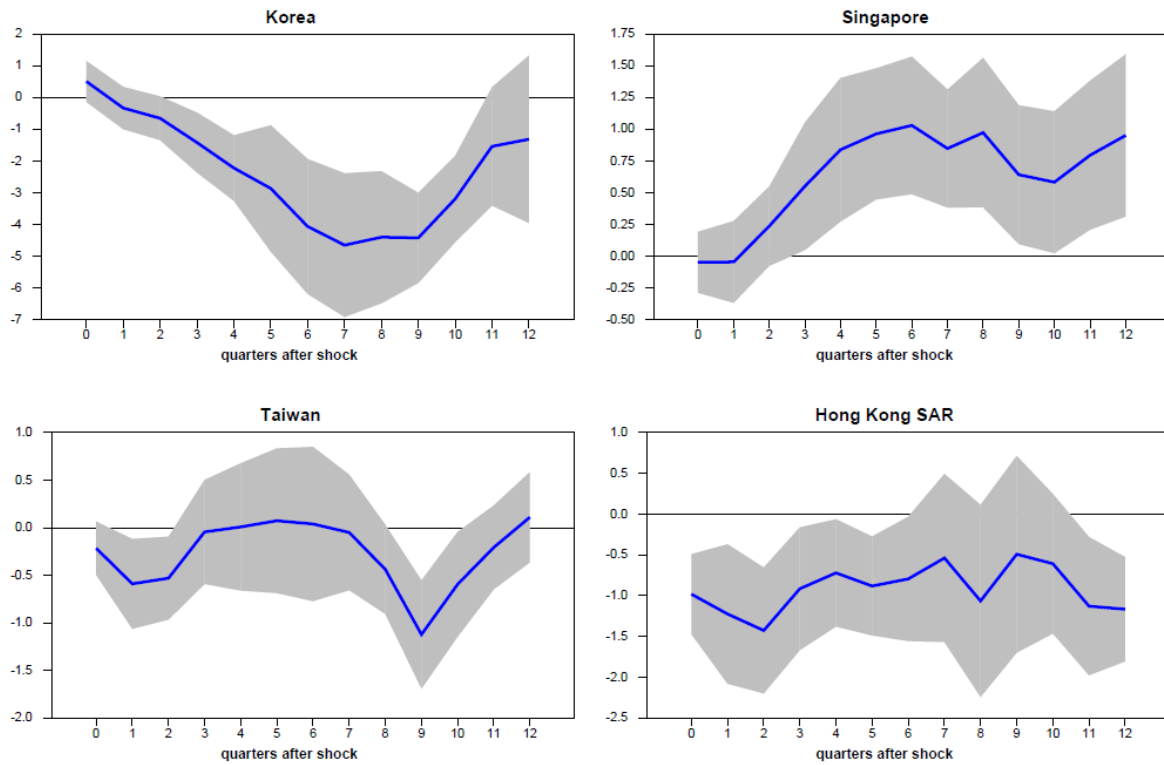 Korea
2
1
0
-1
-2
-3
-4
-5
-6
-7
0 1 2 3 4 5 6 7 8 9 10 11 12
quarters after shock
Singapore
1.75
1.50
1.25
1.00
0.75
0.50
0.25
0.00
-0.25
-0.50
0 1 2 3 4 5 6 7 8 9 10 11 12
quarters after shock
Taiwan
1.0
0.5
0.0
-0.5
-1.0
-1.5
-2.0
0 1 2 3 4 5 6 7 8 9 10 11 12
quarters after shock
Hong Kong SAR
1.0
0.5
0.0
-0.5
-1.0
-1.5
-2.0
-2.5
0 1 2 3 4 5 6 7 8 9 10 11 12
quarters after shock